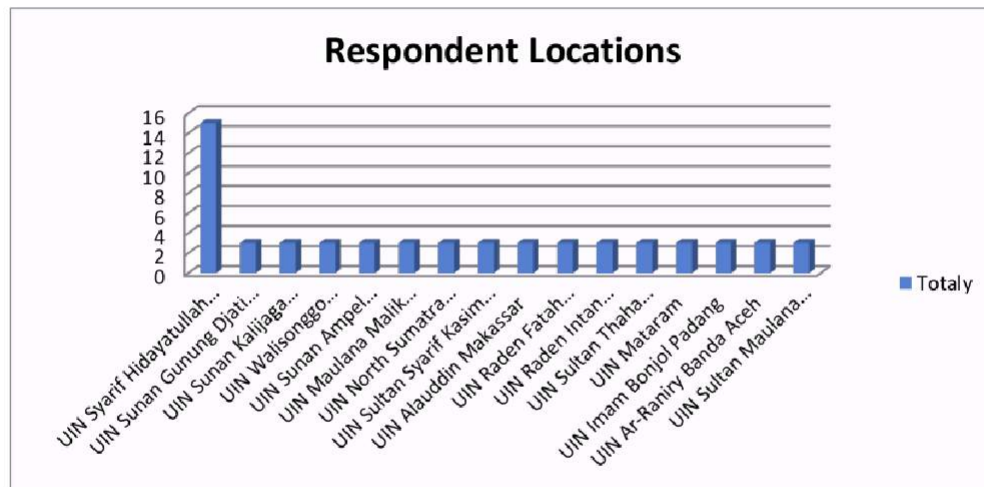 Respondent Locations
16
14
12
10
8
6
4
2
0
Totaly
UIN Syarif Hidayatullah...
UIN Sunan Gunung Djati...
UIN Sunan Kalijaga...
UIN Walisonggo...
UIN Sunan Ampel...
UIN Maulana Malik...
UIN North Sumatra...
UIN Sultan Syarif Kasim...
UIN Alauddin Makassar
UIN Raden Fatah...
UIN Raden Intan...
UIN Sultan Thaha...
UIN Mataram
UIN Imam Bonjol Padang
UIN Ar-Raniry Banda Aceh
UIN Sultan Maulana...